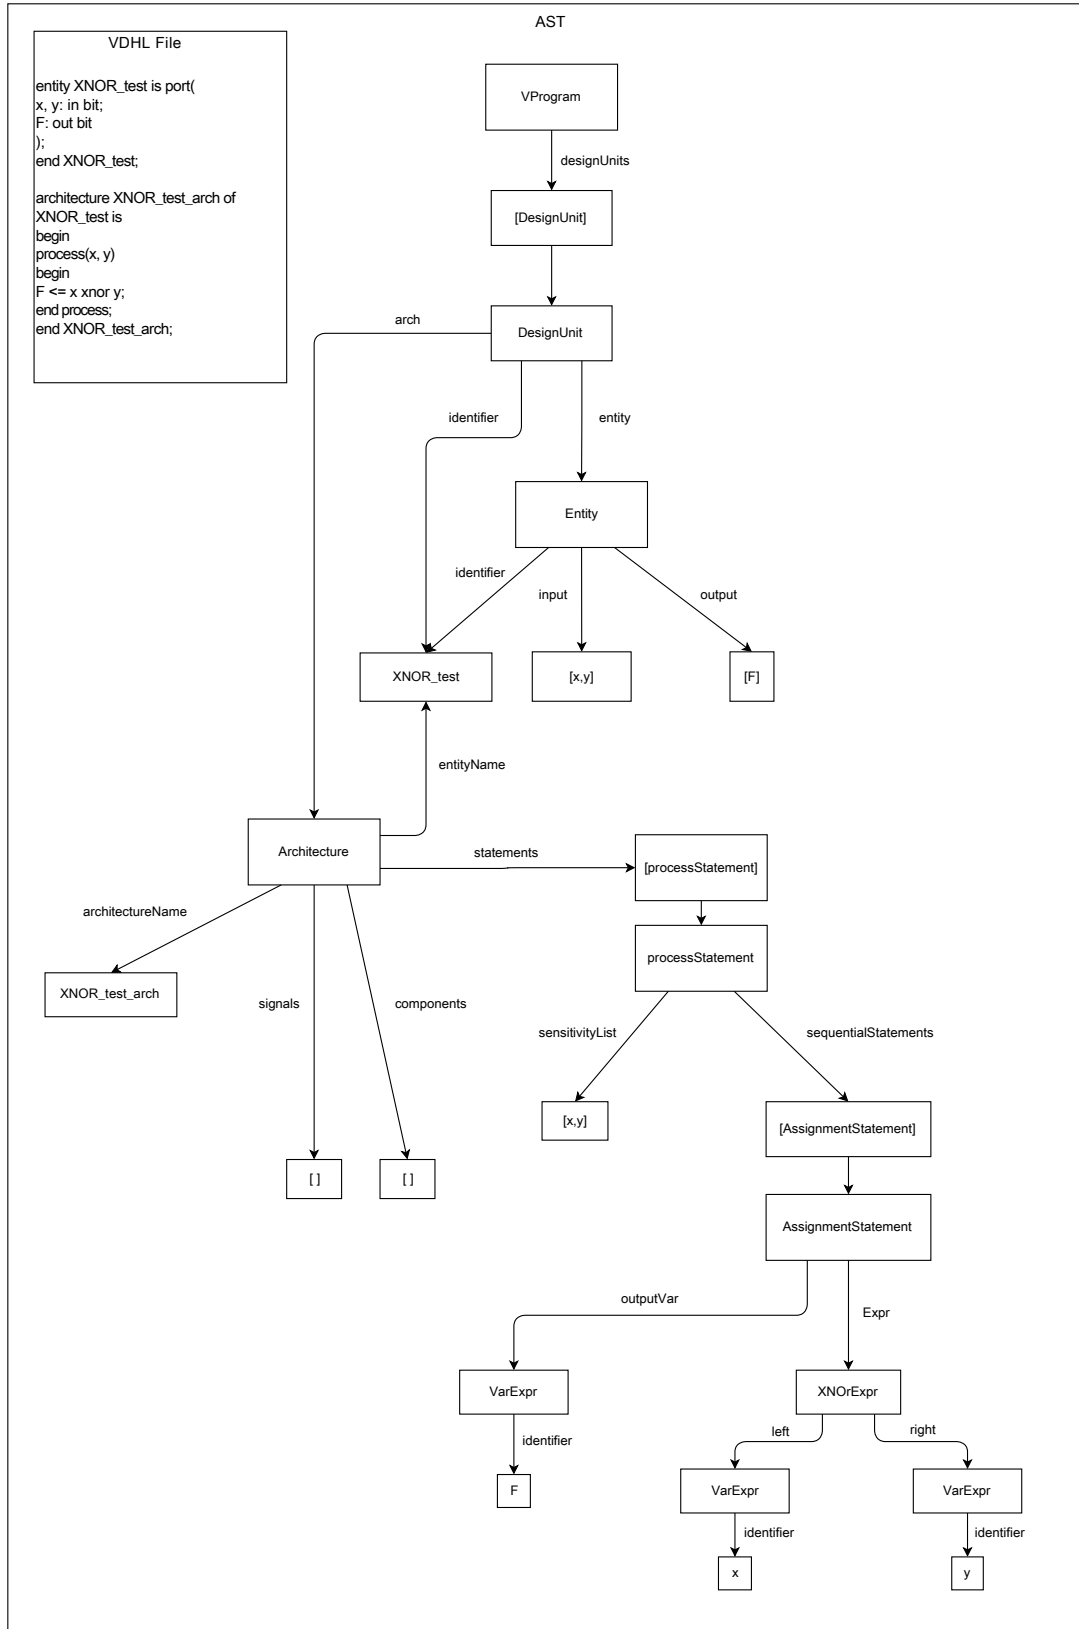 AST
VDHL File
entity XNOR_test is port(
x, y: in bit;
F: out bit
);
end XNOR_test;
architecture XNOR_test_arch of
XNOR_test is
begin
process(x, y)
begin
F <= x xnor y;
end process;
end XNOR_test_arch;
VProgram
designUnits
[DesignUnit]
DesignUnit
arch
identifier
entity
Entity
identifier
input
output
XNOR_test
[x,y]
[F]
entityName
Architecture
statements
[processStatement]
architectureName
processStatement
XNOR_test_arch
signals
components
sensitivityList
sequentialStatements
[x,y]
[AssignmentStatement]
[ ]
[ ]
AssignmentStatement
outputVar
Expr
VarExpr
XNOrExpr
identifier
left
right
F
VarExpr
VarExpr
identifier
identifier
x
y